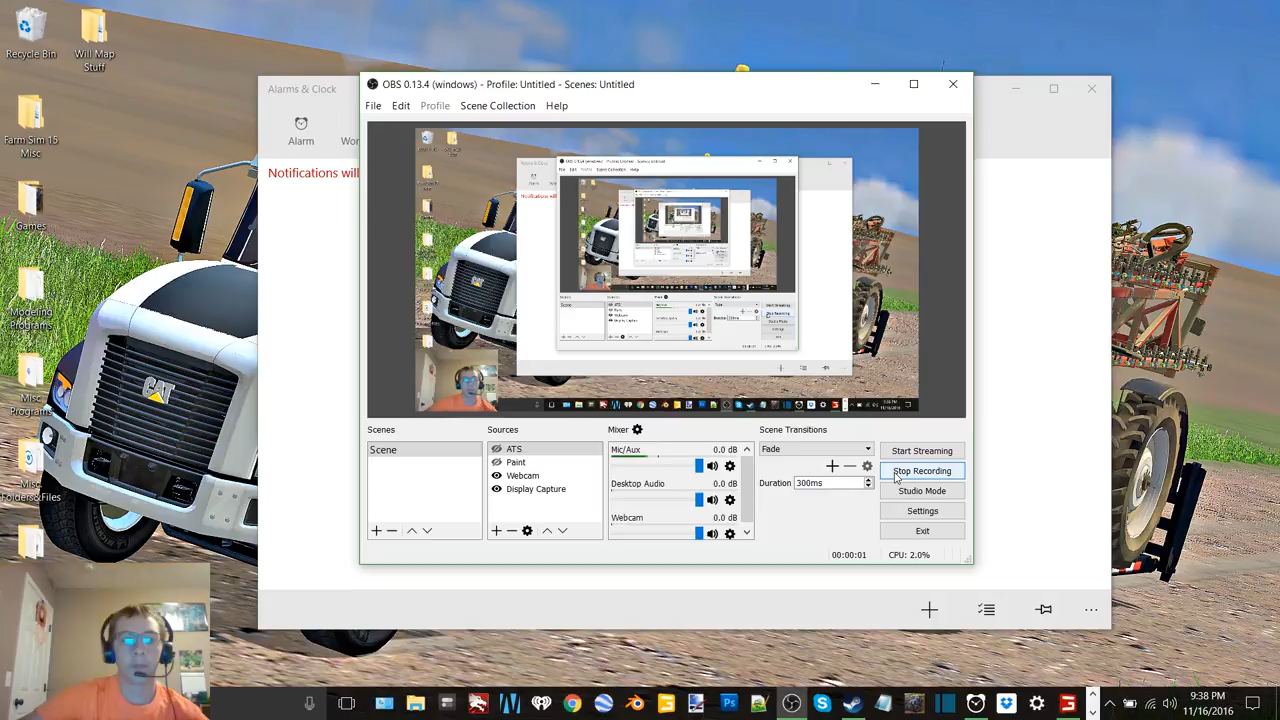 Recycle Bin
Will Map
Stuff
Farm Sim 15
Misc
Games
Misc
Programs
Misc
Folders&Files
Alarms & Clock
Alarm
Wor
Notifications will
CAT
OBS 0.13.4 (windows) - Profile: Untitled - Scenes: Untitled
File Edit Profile Scene Collection Help
Scenes
Scene
Sources
ATS
Paint
Webcam
Display Capture
Mixer
Mic/Aux 0.0 dB
Desktop Audio 0.0 dB
Webcam 0.0 dB
Scene Transitions
Fade
Duration 300ms
Start Streaming
Stop Recording
Studio Mode
Settings
Exit
00:00:01 CPU: 2.0%
9:38 PM
11/16/2016